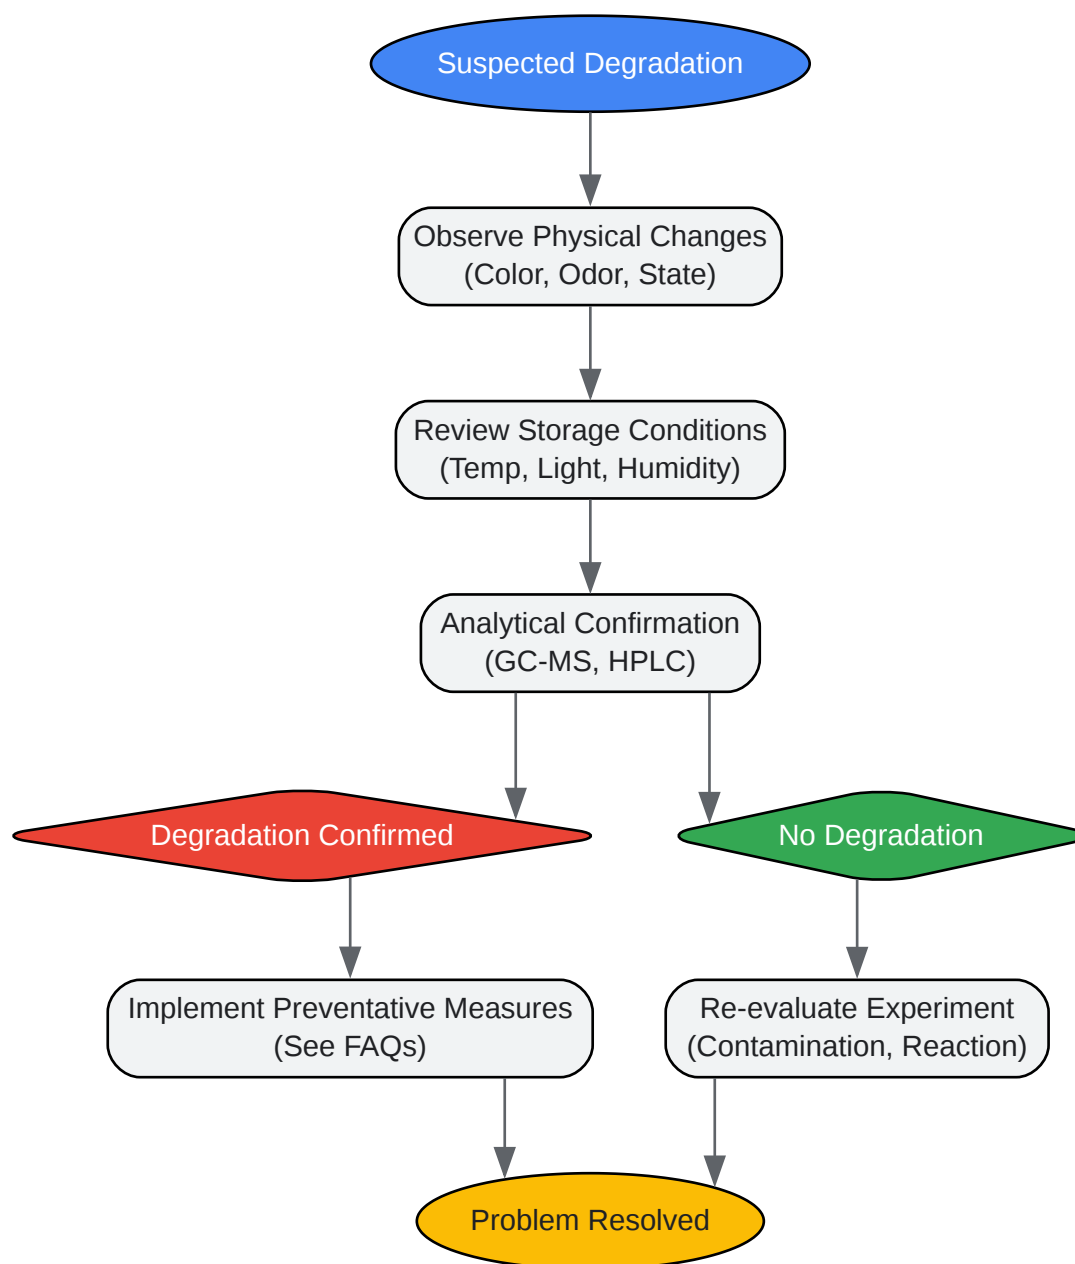 Suspected Degradation
Observe Physical Changes
(Color, Odor, State)
Review Storage Conditions
(Temp, Light, Humidity)
Analytical Confirmation
(GC-MS, HPLC)
Degradation Confirmed
No Degradation
Implement Preventative Measures
(See FAQs)
Re-evaluate Experiment
(Contamination, Reaction)
Problem Resolved